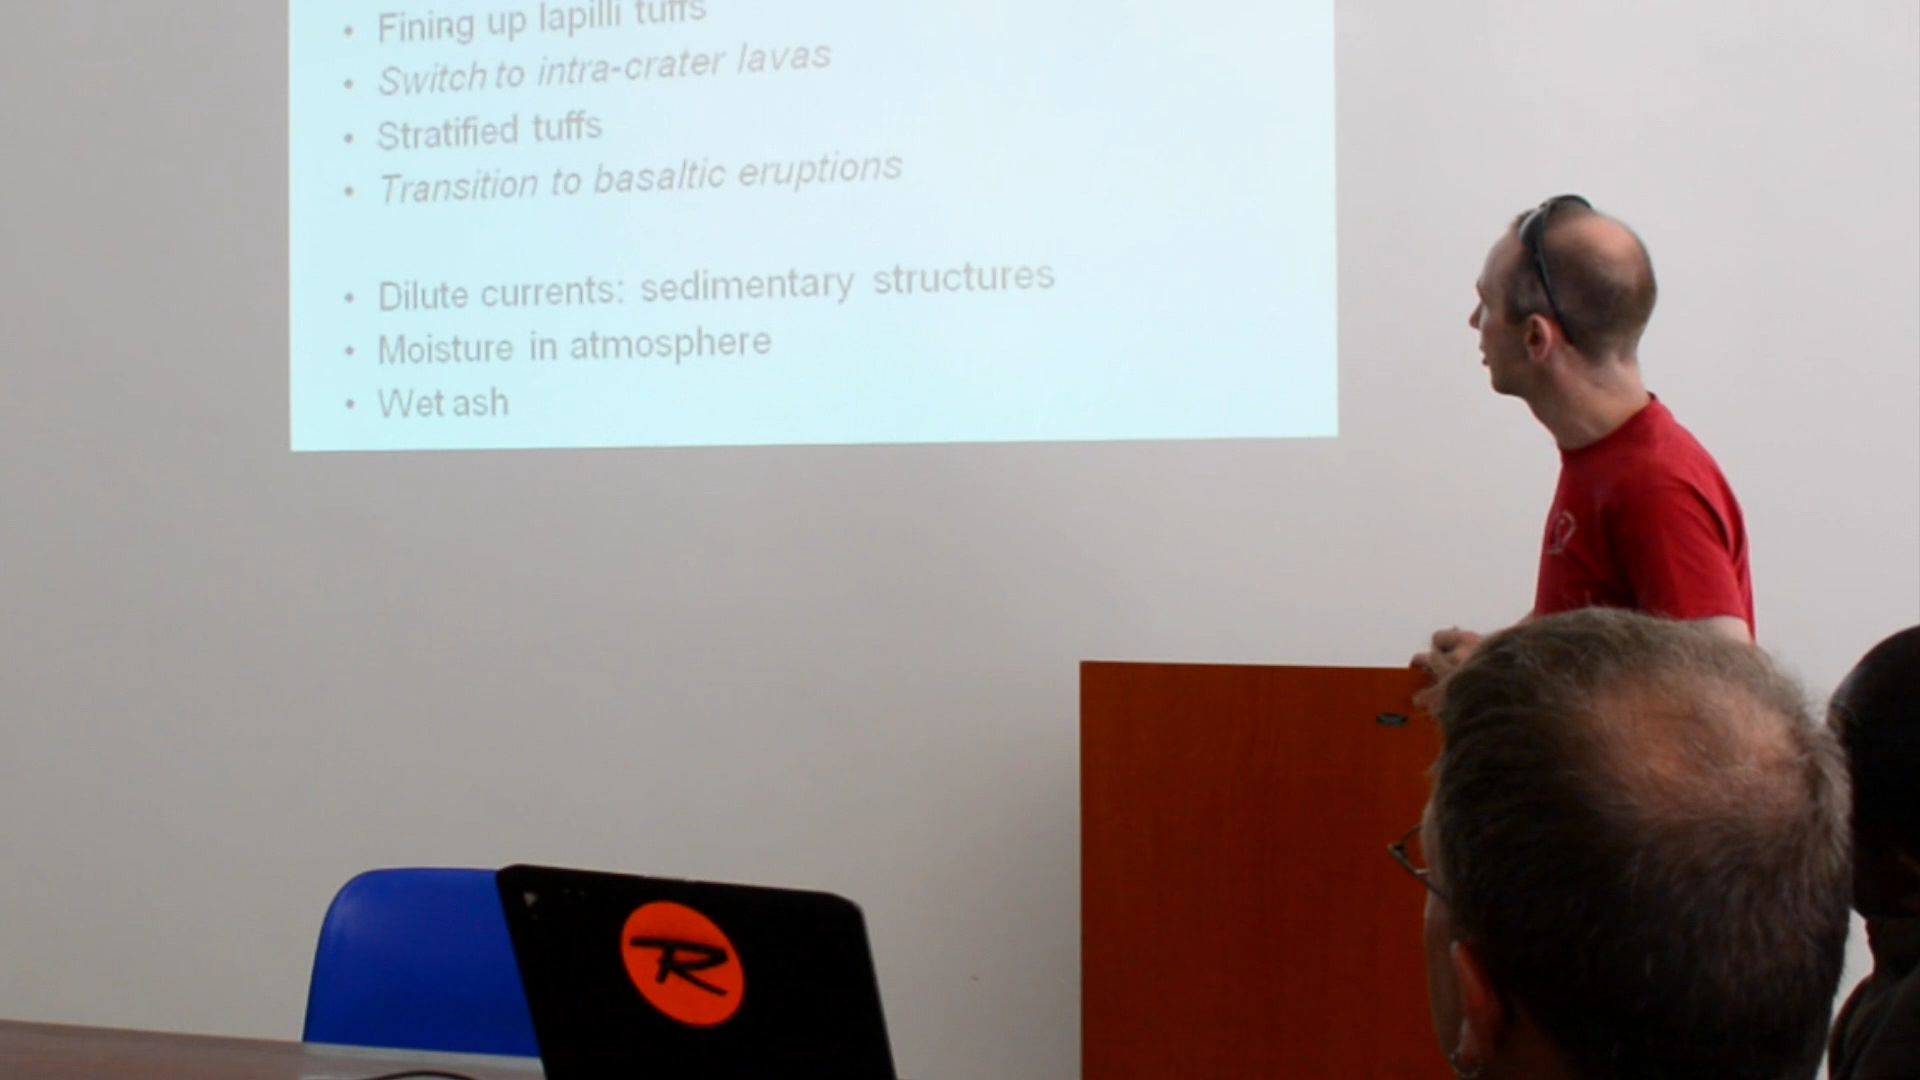 • Fining up lapilli tuffs
• Switch to intra-crater lavas
• Stratified tuffs
• Transition to basaltic eruptions
• Dilute currents: sedimentary structures
• Moisture in atmosphere
• Wet ash
R